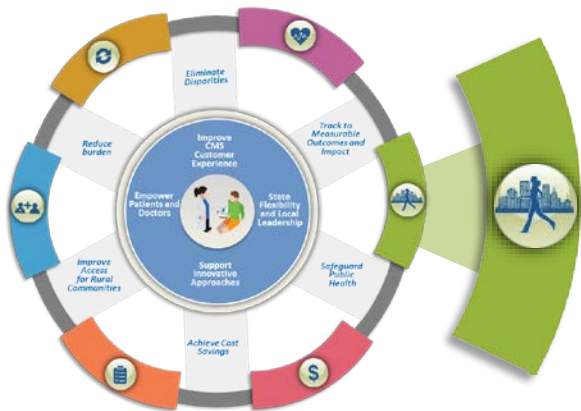 Eliminate
Disparities
Track to
Measurable
Outcomes and
Impact
Safeguard
Public
Health
Achieve Cost
Savings
Improve
Access
for Rural
Communities
Reduce
burden
Improve
CMS
Customer
Experience
Empower
Patients and
Doctors
State
Flexibility
and Local
Leadership
Support
Innovative
Approaches
$